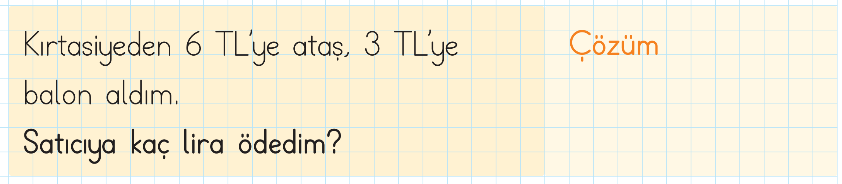 Kırtasiyeden 6 TL'ye ataş, 3 TL'ye
balon aldım.
Satıcıya kaç lira ödedim?
Çözüm